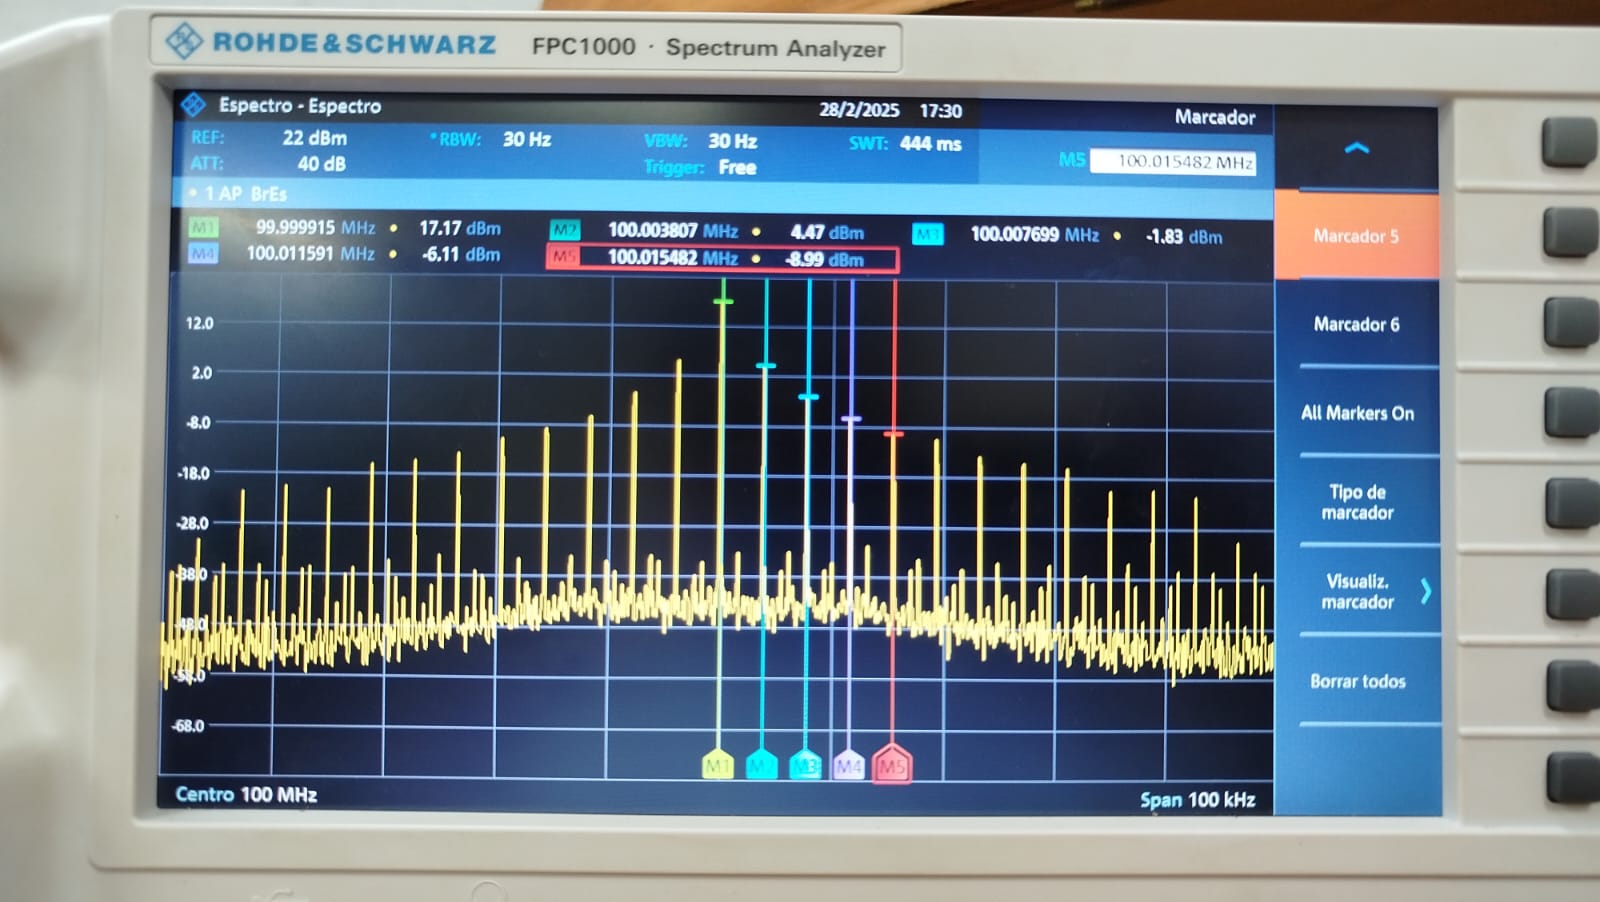 ROHDE&SCHWARZ FPC1000 · Spectrum Analyzer
Espectro - Espectro 28/2/2025 17:30 Marcador
REF: 22 dBm * RBW: 30 Hz VBW: 30 Hz SWT: 444 ms
ATT: 40 dB Trigger: Free M5 100.015482 MHz
• 1 AP BrEs
M1 99.999915 MHz • 17.17 dBm M2 100.003807 MHz • 4.47 dBm M3 100.007699 MHz • -1.83 dBm
M4 100.011591 MHz • -6.11 dBm M5 100.015482 MHz • -8.99 dBm
12.0
2.0
-8.0
-18.0
-28.0
-38.0
-48.0
-58.0
-68.0
M1 M2 M3 M4 M5
Centro 100 MHz Span 100 kHz
Marcador 5
Marcador 6
All Markers On
Tipo de
marcador
Visualiz.
marcador
Borrar todos